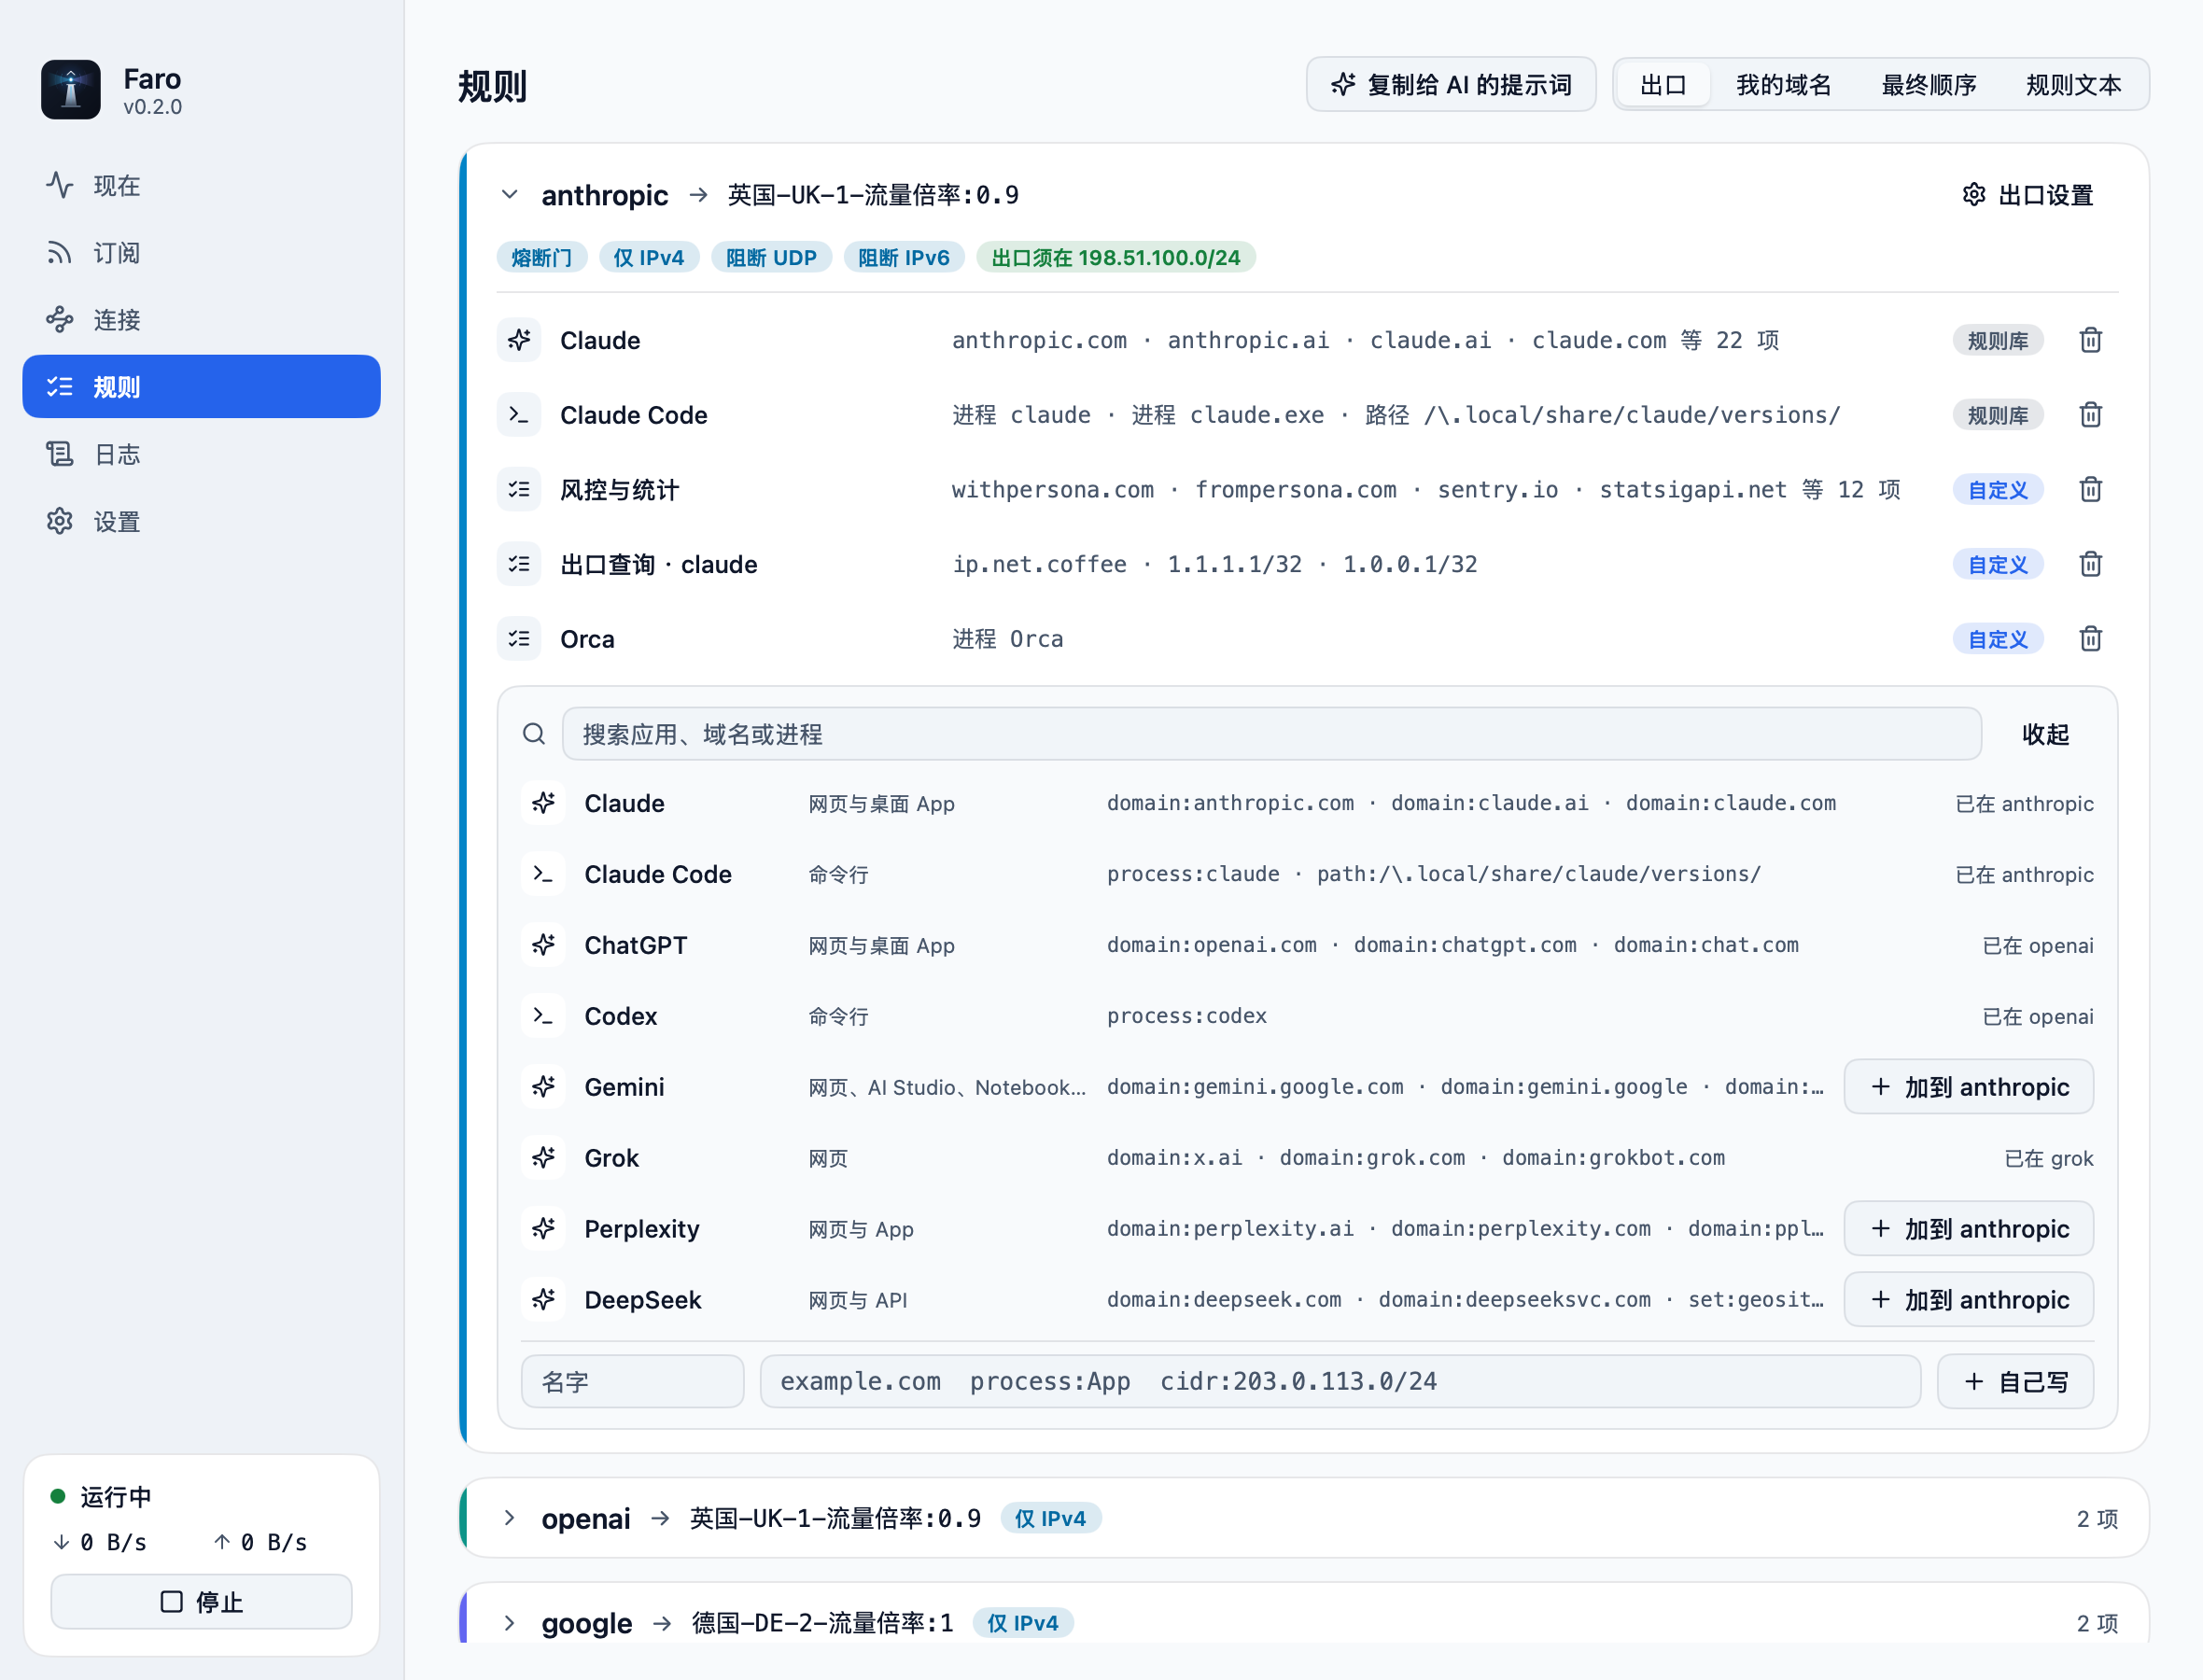 Faro
v0.2.0
现在
订阅
连接
规则
日志
设置
运行中
0 B/s 0 B/s
停止
规则
复制给 AI 的提示词 出口 我的域名 最终顺序 规则文本
anthropic → 英国-UK-1-流量倍率:0.9 出口设置
熔断门 仅 IPv4 阻断 UDP 阻断 IPv6 出口须在 198.51.100.0/24
Claude anthropic.com · anthropic.ai · claude.ai · claude.com 等 22 项 规则库
Claude Code 进程 claude · 进程 claude.exe · 路径 /\.local/share/claude/versions/ 规则库
风控与统计 withpersona.com · frompersona.com · sentry.io · statsigapi.net 等 12 项 自定义
出口查询 · claude ip.net.coffee · 1.1.1.1/32 · 1.0.0.1/32 自定义
Orca 进程 Orca 自定义
搜索应用、域名或进程 收起
Claude 网页与桌面 App domain:anthropic.com · domain:claude.ai · domain:claude.com 已在 anthropic
Claude Code 命令行 process:claude · path:/\.local/share/claude/versions/ 已在 anthropic
ChatGPT 网页与桌面 App domain:openai.com · domain:chatgpt.com · domain:chat.com 已在 openai
Codex 命令行 process:codex 已在 openai
Gemini 网页、AI Studio、Notebook... domain:gemini.google.com · domain:gemini.google · domain:… + 加到 anthropic
Grok 网页 domain:x.ai · domain:grok.com · domain:grokbot.com 已在 grok
Perplexity 网页与 App domain:perplexity.ai · domain:perplexity.com · domain:ppl… + 加到 anthropic
DeepSeek 网页与 API domain:deepseek.com · domain:deepseeksvc.com · set:geosit… + 加到 anthropic
名字 example.com process:App cidr:203.0.113.0/24 + 自己写
openai → 英国-UK-1-流量倍率:0.9 仅 IPv4 2 项
google → 德国-DE-2-流量倍率:1 仅 IPv4 2 项